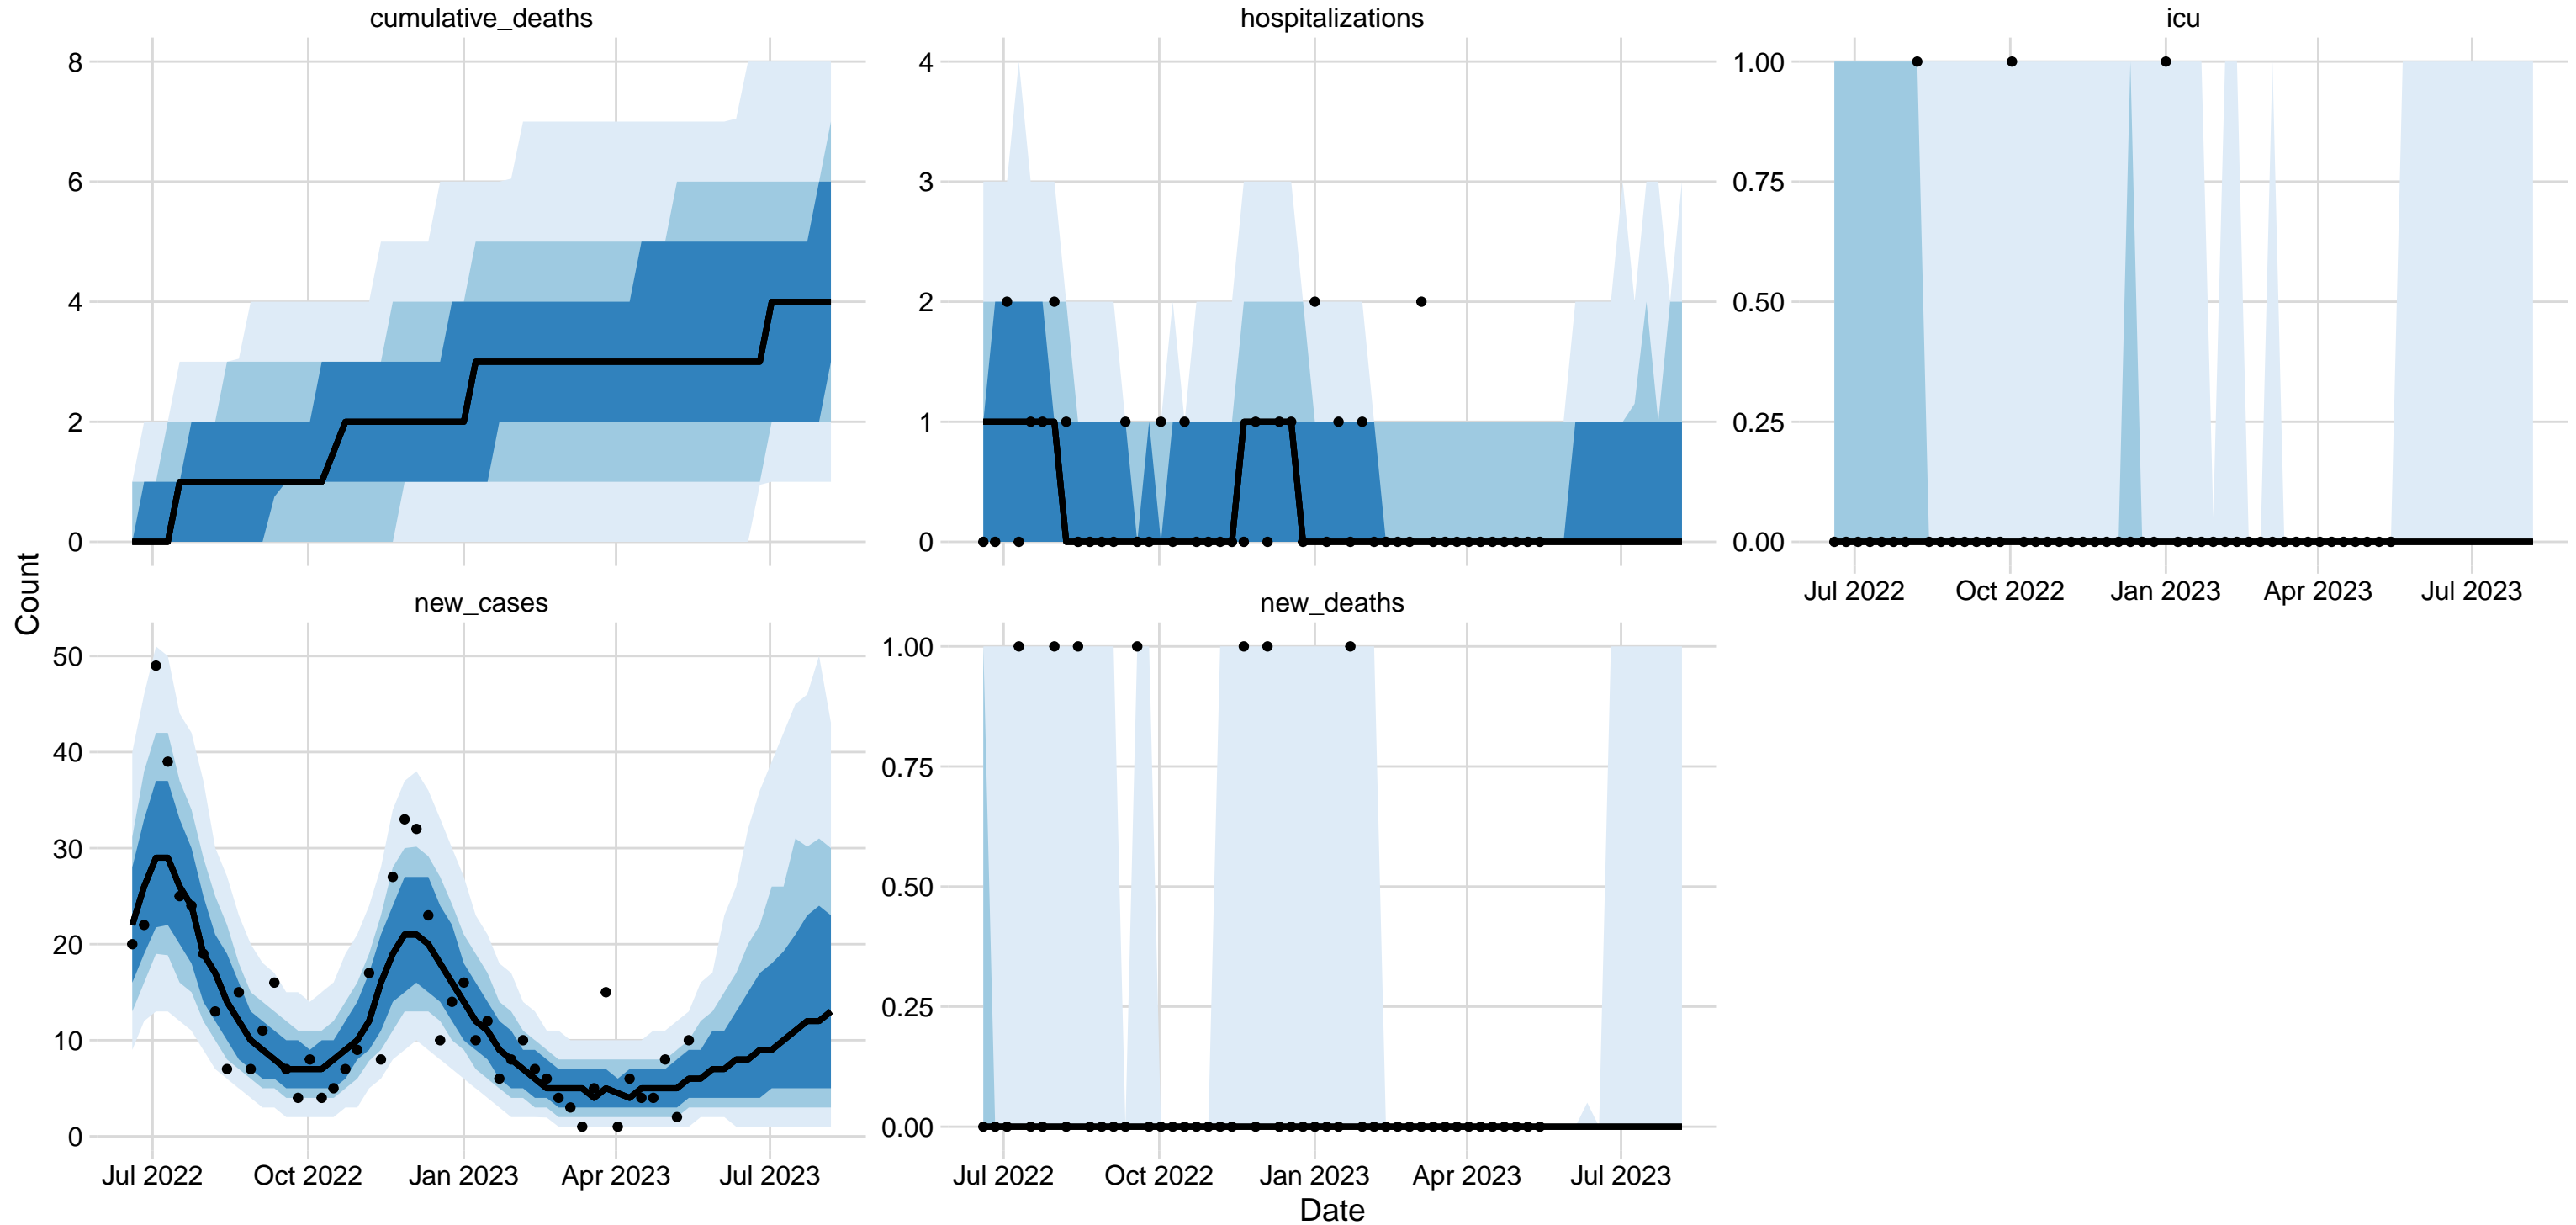 cumulative_deaths
hospitalizations
icu
8
6
4
2
0
4
3
2
1
0
1.00
0.75
0.50
0.25
0.00
Jul 2022 Oct 2022 Jan 2023 Apr 2023 Jul 2023
Count
new_cases
new_deaths
50
40
30
20
10
0
1.00
0.75
0.50
0.25
0.00
Jul 2022 Oct 2022 Jan 2023 Apr 2023 Jul 2023
Jul 2022 Oct 2022 Jan 2023 Apr 2023 Jul 2023
Date